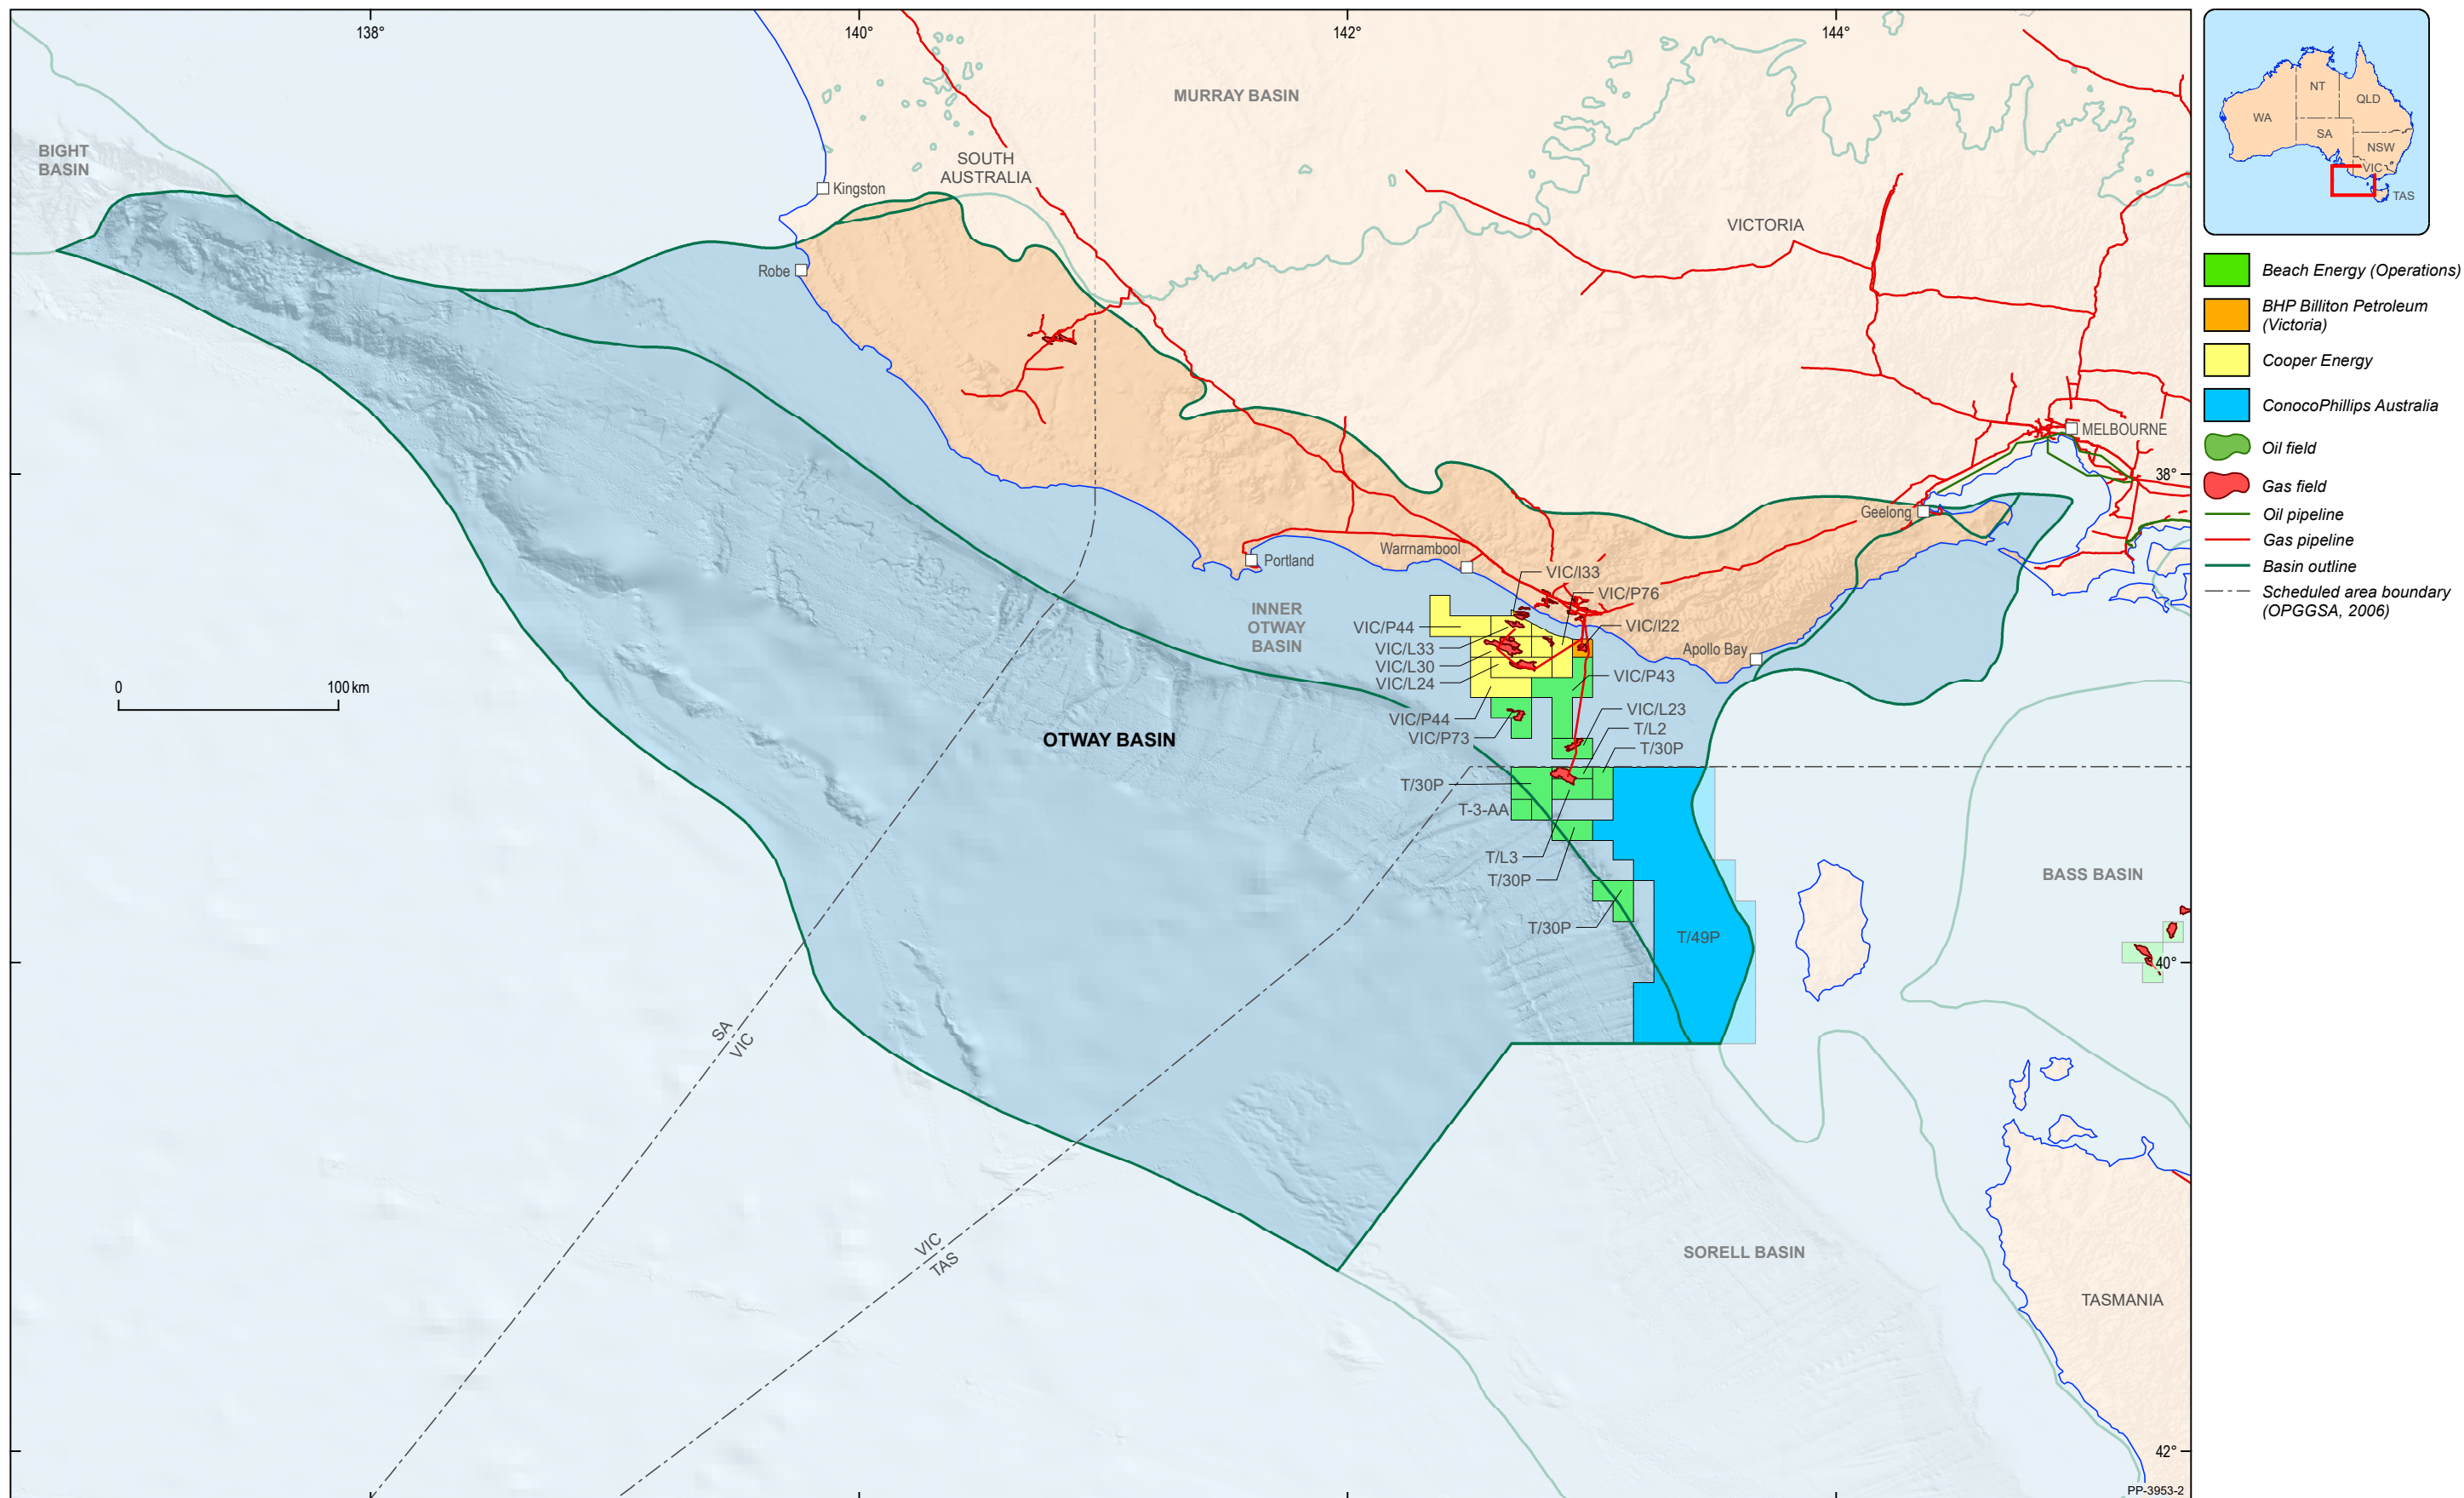 138°
140°
142°
144°
MURRAY BASIN
BIGHT
BASIN
SOUTH
AUSTRALIA
Kingston
VICTORIA
Robe
MELBOURNE
38°
Geelong
Portland
Warrnambool
VIC/I33
VIC/P76
INNER
OTWAY
BASIN
VIC/P44
VIC/I22
VIC/L33
Apollo Bay
VIC/L30
VIC/L24
VIC/P43
0
100 km
VIC/P44
VIC/L23
VIC/P73
T/L2
OTWAY BASIN
T/30P
T/30P
T-3-AA
T/L3
BASS BASIN
T/30P
T/30P
T/49P
40°
SA
VIC
VIC
TAS
SORELL BASIN
TASMANIA
42°
PP-3953-2
NT
QLD
WA
SA
NSW
VIC
TAS
Beach Energy (Operations)
BHP Billiton Petroleum
(Victoria)
Cooper Energy
ConocoPhillips Australia
Oil field
Gas field
Oil pipeline
Gas pipeline
Basin outline
Scheduled area boundary
(OPGGSA, 2006)